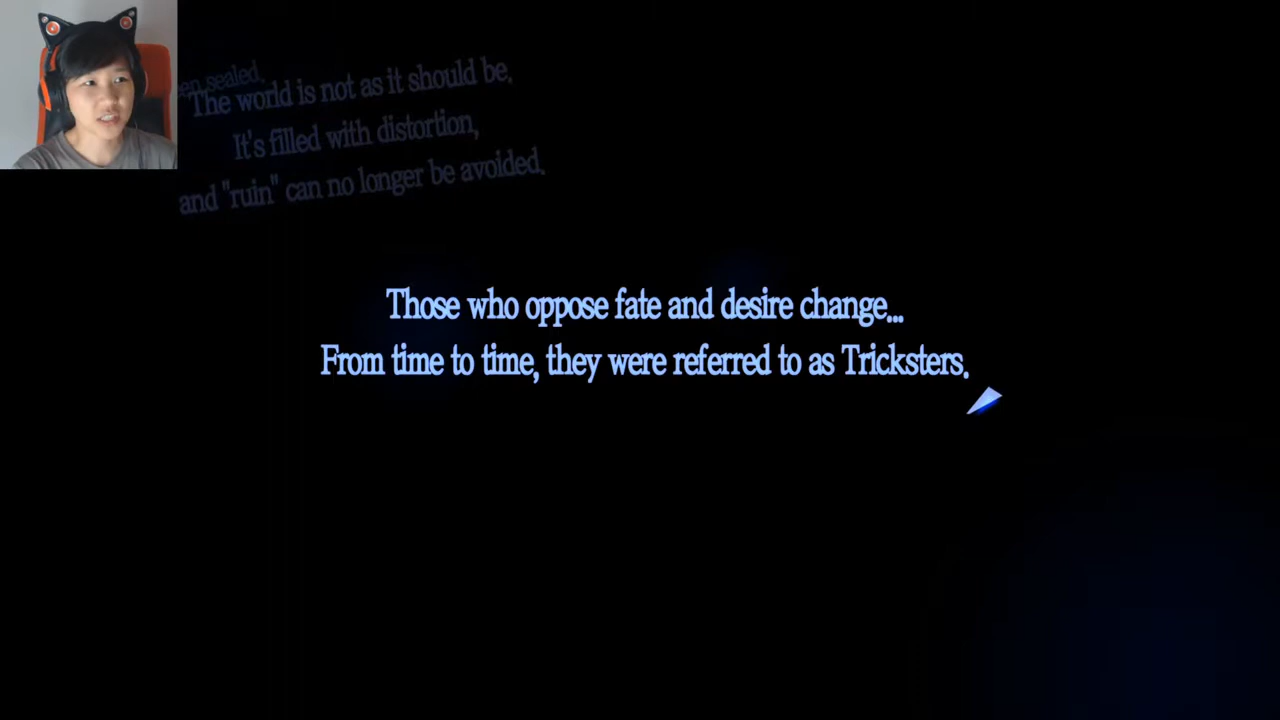 sealed.
The world is not as it should be.
It's filled with distortion,
and "ruin" can no longer be avoided.
Those who oppose fate and desire change...
From time to time, they were referred to as Tricksters.